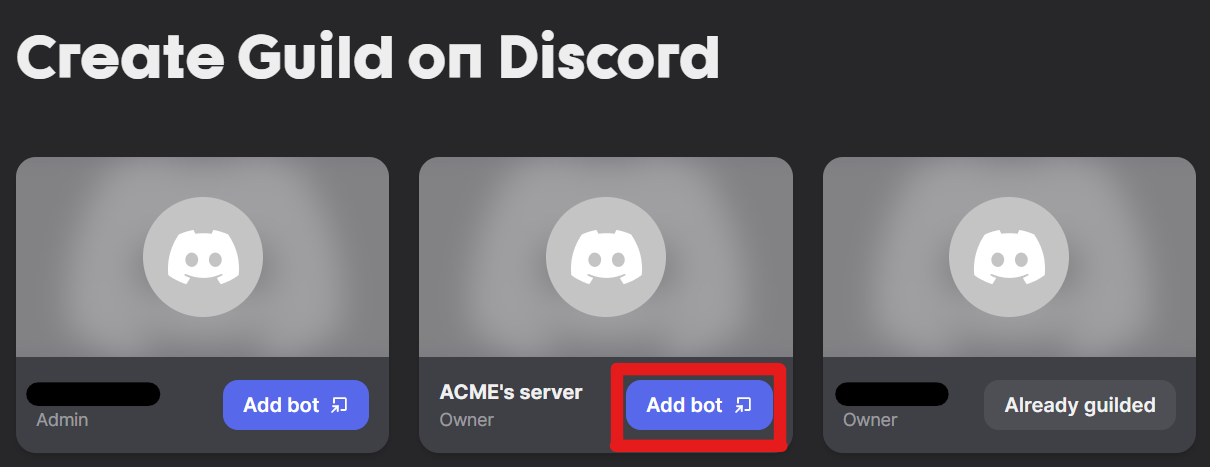 Create Guild on Discord
Admin
Add bot
ACME's server
Owner
Add bot
Owner
Already guilded